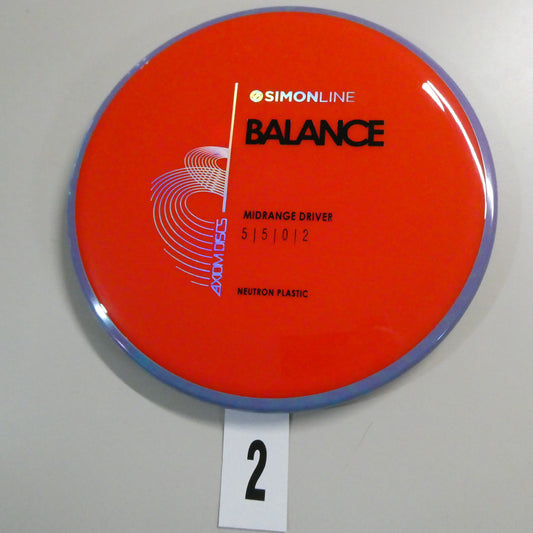 SIMONLINE
BALANCE
MIDRANGE DRIVER
5 | 5 | 0 | 2
AXIOM DISCS
NEUTRON PLASTIC
2